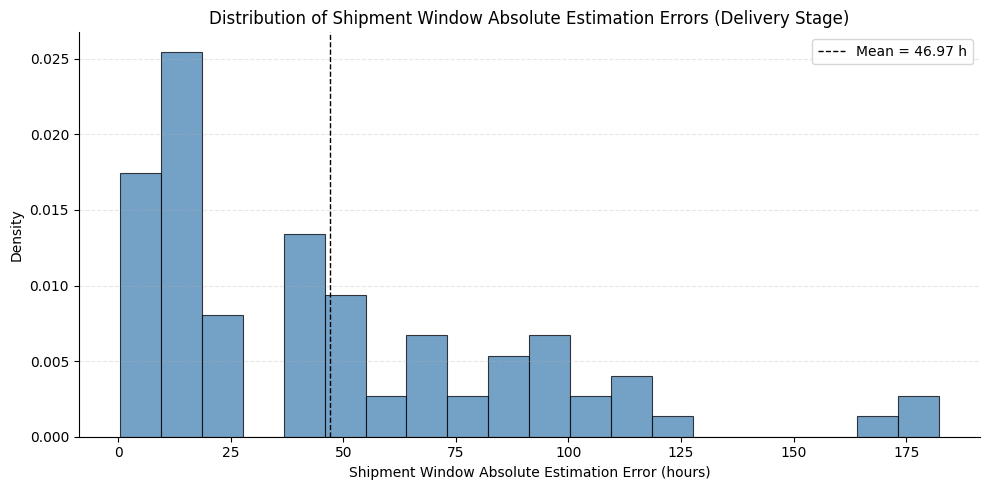 Distribution of Shipment Window Absolute Estimation Errors (Delivery Stage)
Mean = 46.97 h
0.025
0.020
0.015
0.010
0.005
0.000
Density
0 25 50 75 100 125 150 175
Shipment Window Absolute Estimation Error (hours)